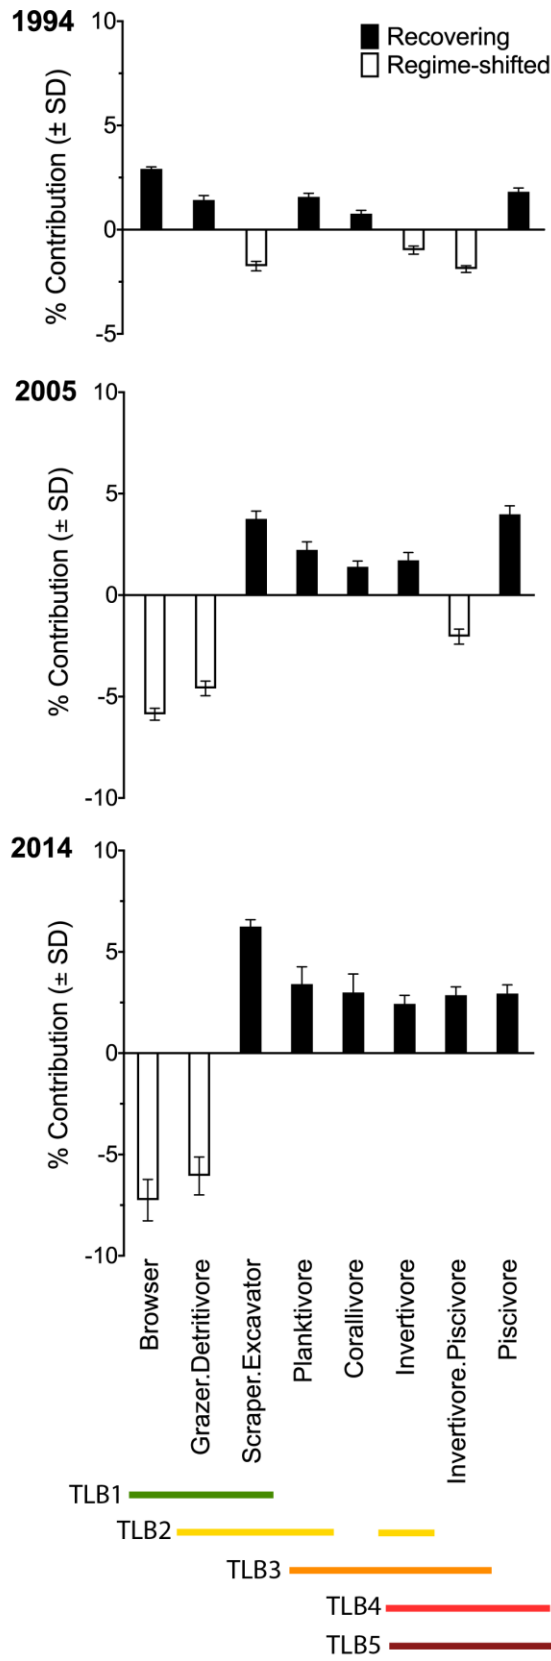 1994
% Contribution (± SD)
10
5
0
-5
Recovering
Regime-shifted
2005
% Contribution (± SD)
10
5
0
-5
-10
2014
% Contribution (± SD)
10
5
0
-5
-10
Browser
Grazer.Detritivore
Scraper.Excavator
Planktivore
Corallivore
Invertivore
Invertivore.Piscivore
Piscivore
TLB1
TLB2
TLB3
TLB4
TLB5